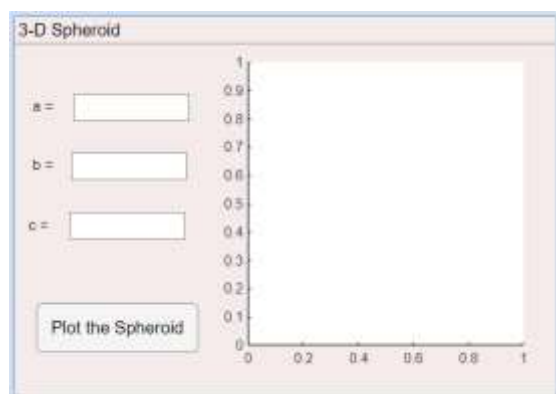 3-D Spheroid
a =
b =
c =
Plot the Spheroid
1
0.9
0.8
0.7
0.6
0.5
0.4
0.3
0.2
0.1
0
0 0.2 0.4 0.6 0.8 1